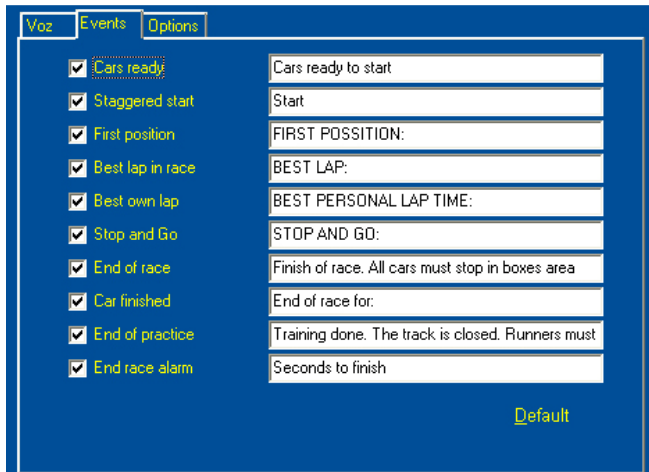 Voz Events Options
Cars ready Cars ready to start
Staggered start Start
First position FIRST POSSITION:
Best lap in race BEST LAP:
Best own lap BEST PERSONAL LAP TIME:
Stop and Go STOP AND GO:
End of race Finish of race. All cars must stop in boxes area
Car finished End of race for:
End of practice Training done. The track is closed. Runners must
End race alarm Seconds to finish
Default